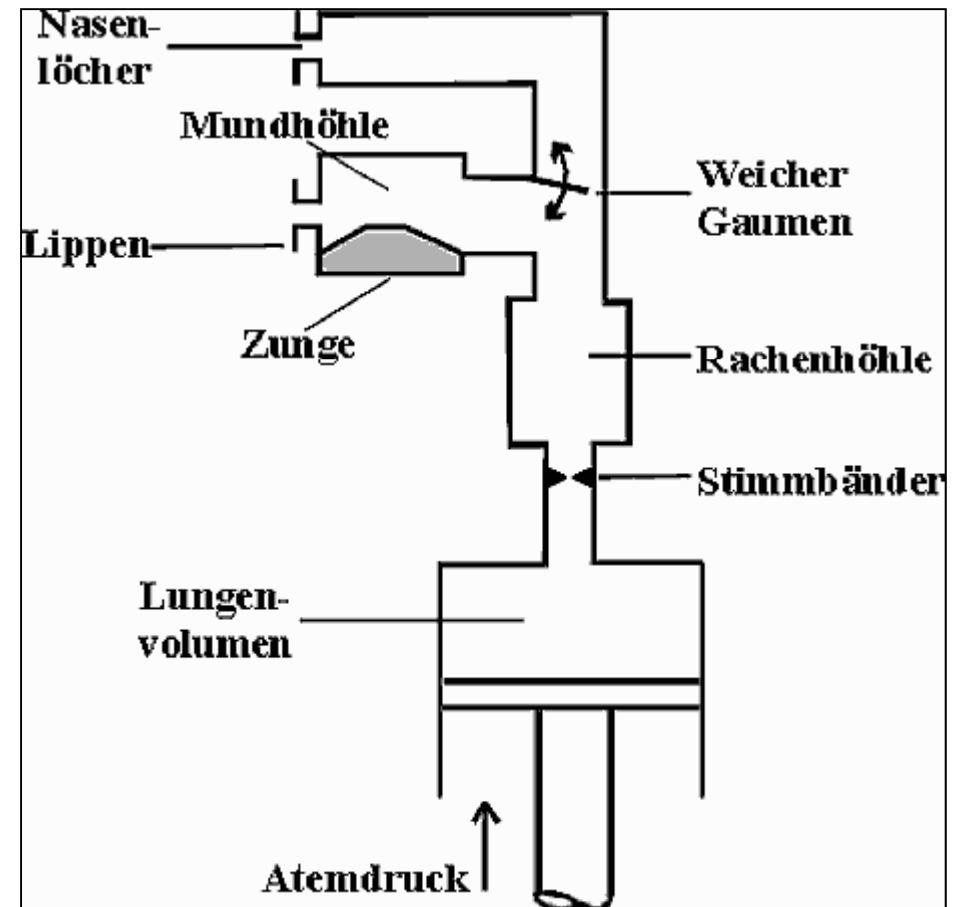 Nasen-
löcher
Mundhöhle
Weicher
Gaumen
Lippen
Zunge
Rachenhöhle
Stimmbänder
Lungen-
volumen
Atemdruck